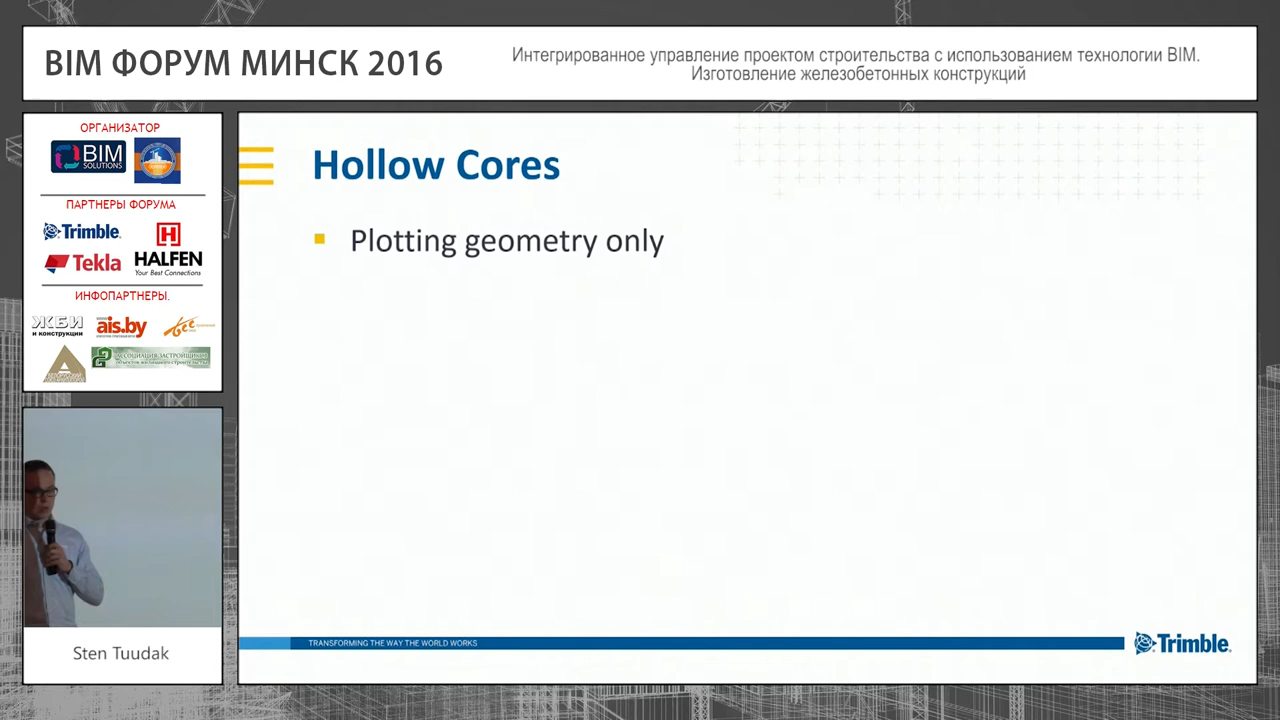 BIM ФОРУМ МИНСК 2016
Интегрированное управление проектом строительства с использованием технологии BIM.
Изготовление железобетонных конструкций
ОРГАНИЗАТОР
BIM
SOLUTIONS
ПАРТНЕРЫ ФОРУМА
Trimble.
Tekla
HALFEN
Your Best Connections
ИНФОПАРТНЕРЫ.
ЖБИ
и конструкции
ais.by
АССОЦИАЦИЯ ЗАСТРОЙЩИКОВ
Sten Tuudak
Hollow Cores
Plotting geometry only
TRANSFORMING THE WAY THE WORLD WORKS
Trimble.